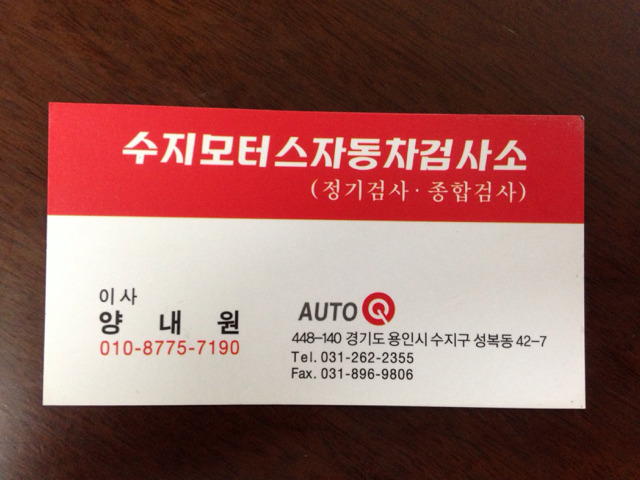 수지모터스자동차검사소
(정기검사·종합검사)
이사
양 내 원
010-8775-7190
AUTO Q
448-140 경기도 용인시 수지구 성복동 42-7
Tel. 031-262-2355
Fax. 031-896-9806